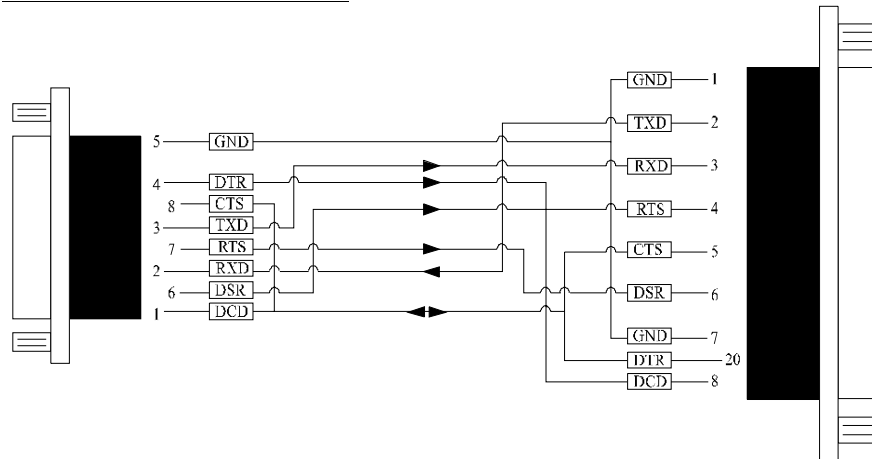 5 GND
4 DTR
8 CTS
3 TXD
7 RTS
2 RXD
6 DSR
1 DCD
GND 1
TXD 2
RXD 3
RTS 4
CTS 5
DSR 6
GND 7
DTR 20
DCD 8